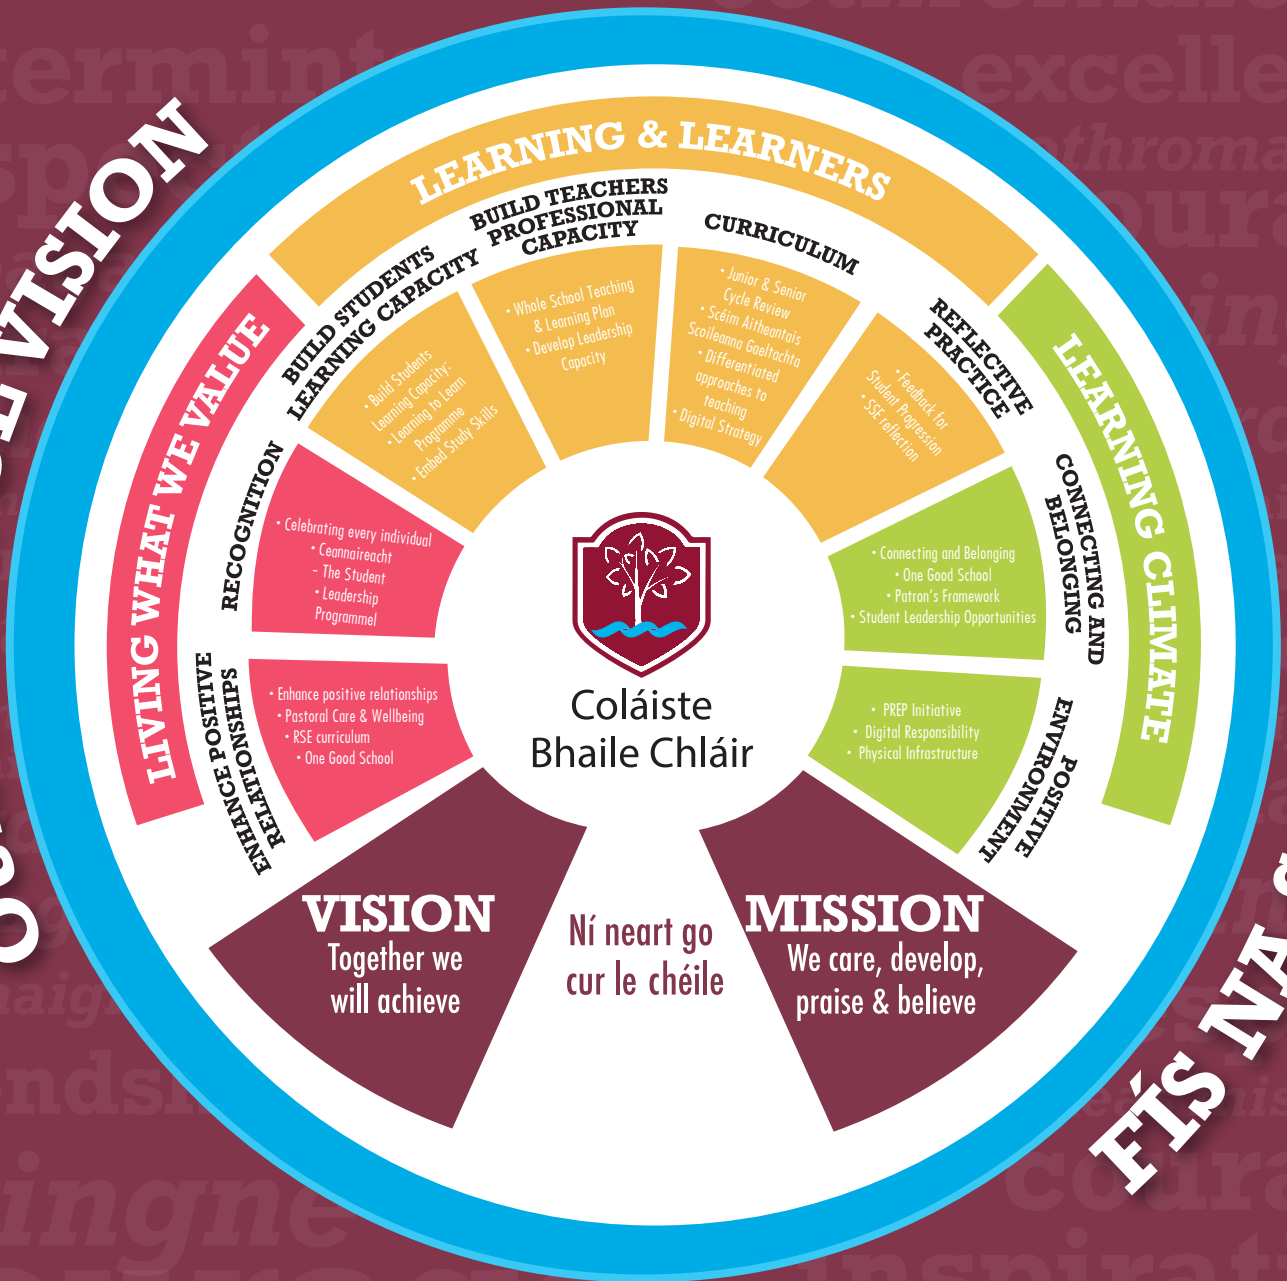 VISION
FÍS NA
LEARNING & LEARNERS
LIVING WHAT WE VALUE
LEARNING CLIMATE
ENHANCE POSITIVE
RELATIONSHIPS
• Enhance positive relationships
• Pastoral Care & Wellbeing
• RSE curriculum
• One Good School
RECOGNITION
• Celebrating every individual
• Ceannaireacht
- The Student
• Leadership
Programmel
BUILD STUDENTS
LEARNING CAPACITY
• Build Students
Learning Capacity:
• Learning to Learn
Programme
• Embed Study Skills
BUILD TEACHERS
PROFESSIONAL
CAPACITY
• Whole School Teaching
& Learning Plan
• Develop Leadership
Capacity
CURRICULUM
• Junior & Senior
Cycle Review
• Scéim Aitheantais
Scoileanna Gaeltachta
• Differentiated
approaches to
teaching
• Digital Strategy
REFLECTIVE
PRACTICE
• Feedback for
Student Progression
• SSE reflection
CONNECTING AND
BELONGING
• Connecting and Belonging
• One Good School
• Patron's Framework
• Student Leadership Opportunities
POSITIVE
ENVIRONMENT
• PREP Initiative
• Digital Responsibility
• Physical Infrastructure
Coláiste
Bhaile Chláir
VISION
Together we
will achieve
Ní neart go
cur le chéile
MISSION
We care, develop,
praise & believe